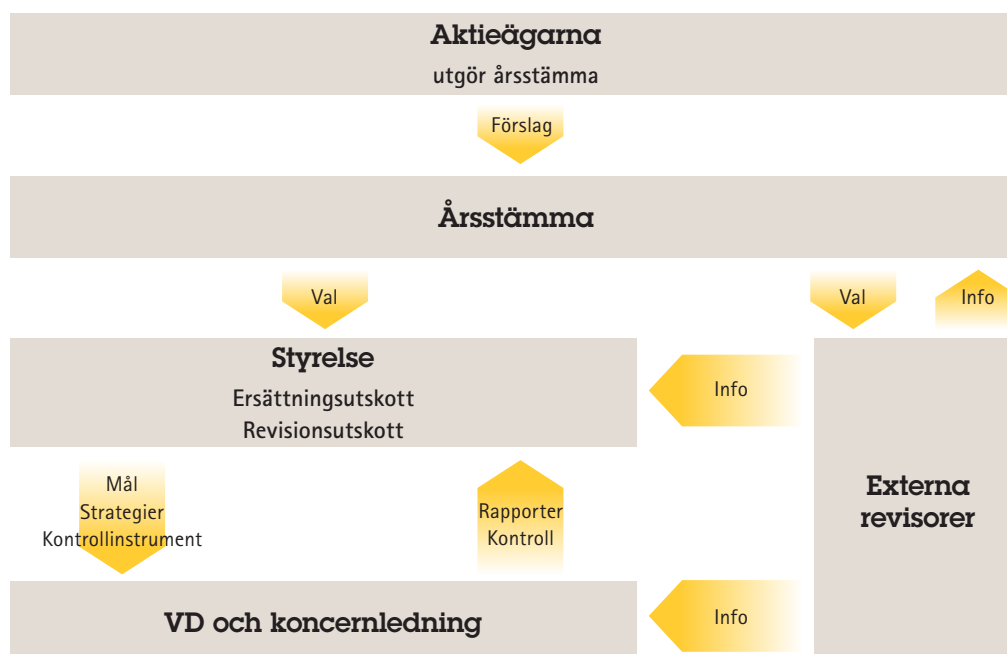 Aktieägarna
utgör årsstämma
Förslag
Årsstämma
Val
Val
Info
Styrelse
Ersättningsutskott
Revisionsutskott
Info
Mål
Strategier
Kontrollinstrument
Rapporter
Kontroll
Externa
revisorer
VD och koncernledning
Info